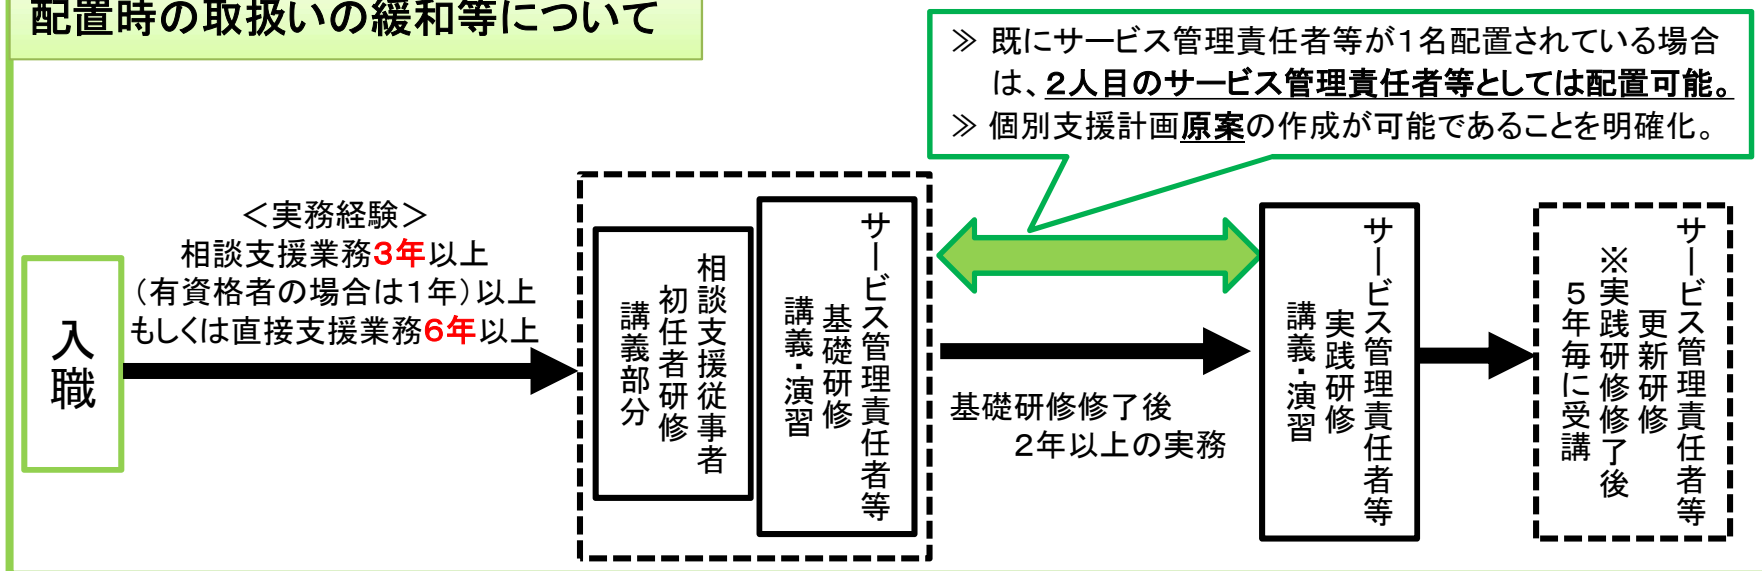 配置時の取扱いの緩和等について
≫ 既にサービス管理責任者等が１名配置されている場合
は、２人目のサービス管理責任者等としては配置可能。
≫ 個別支援計画原案の作成が可能であることを明確化。
入職
＜実務経験＞
相談支援業務３年以上
（有資格者の場合は１年）以上
もしくは直接支援業務６年以上
相談支援従事者
初任者研修
講義部分
サービス管理責任者等
基礎研修
講義・演習
基礎研修修了後
２年以上の実務
サービス管理責任者等
実践研修
講義・演習
サービス管理責任者等
更新研修
※実践研修修了後
５年毎に受講